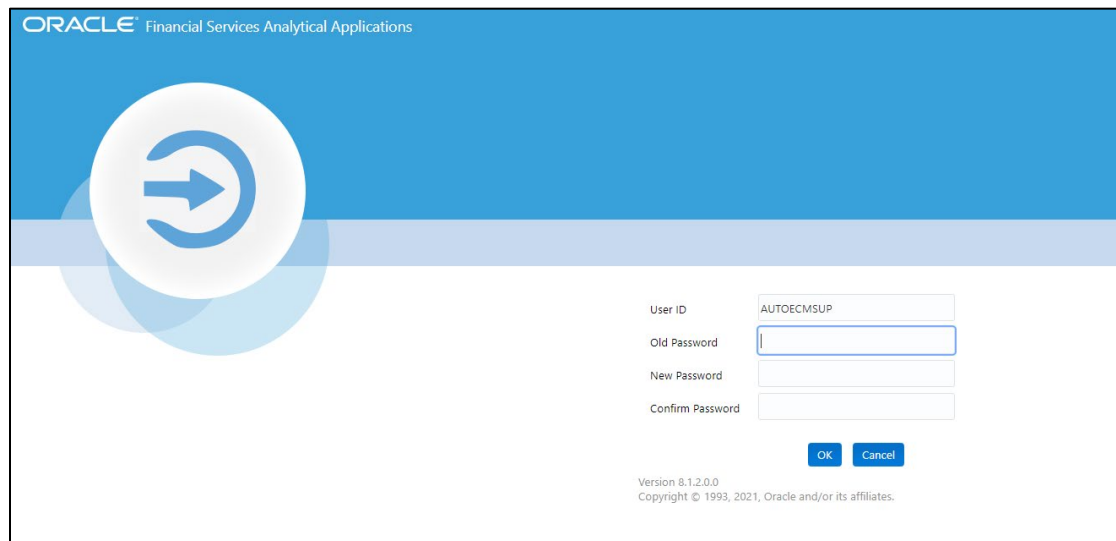 ORACLE® Financial Services Analytical Applications
User ID AUTOECMSUP
Old Password
New Password
Confirm Password
OK Cancel
Version 8.1.2.0.0
Copyright © 1993, 2021, Oracle and/or its affiliates.